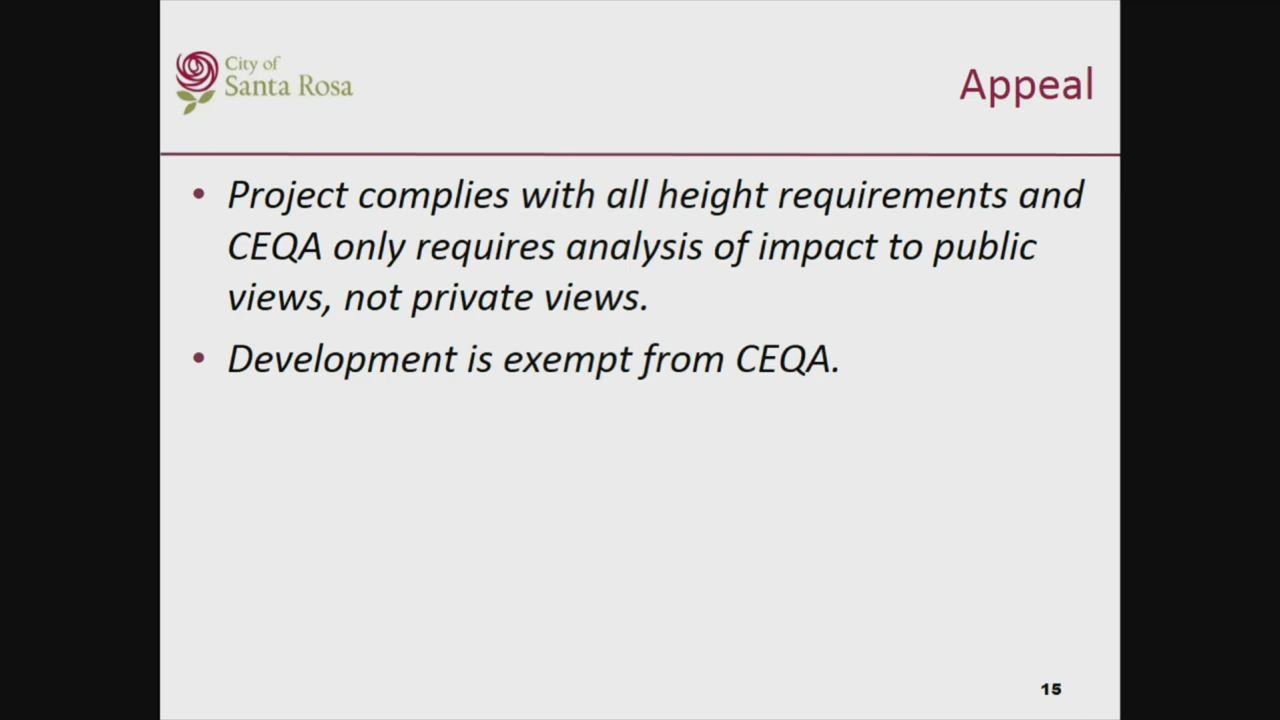 City of
Santa Rosa
Appeal
• Project complies with all height requirements and
CEQA only requires analysis of impact to public
views, not private views.
• Development is exempt from CEQA.
15